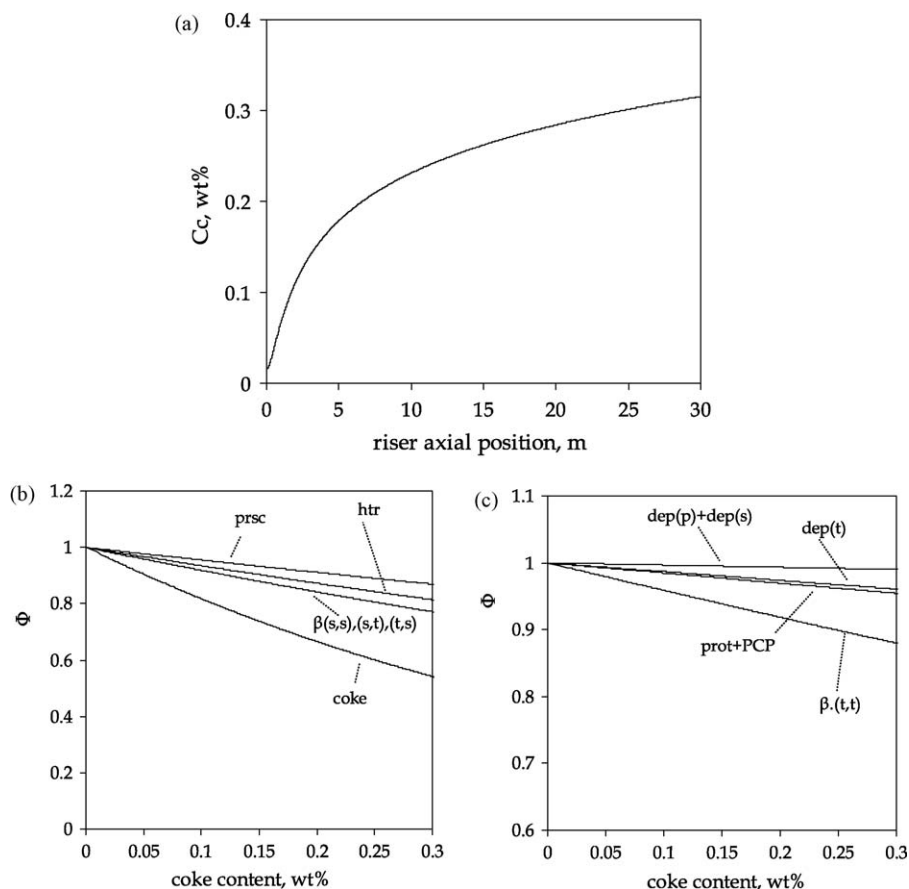 (a)
0.4
0.3
0.2
0.1
0
Cc, wt%
0 5 10 15 20 25 30
riser axial position, m
(b)
1.2
1
0.8
0.6
0.4
0.2
0
Φ
prsc
htr
β(s,s),(s,t),(t,s)
coke
0 0.05 0.1 0.15 0.2 0.25 0.3
coke content, wt%
(c)
1.1
1
0.9
0.8
0.7
0.6
Φ
dep(p)+dep(s)
dep(t)
prot+PCP
β.(t,t)
0 0.05 0.1 0.15 0.2 0.25 0.3
coke content, wt%